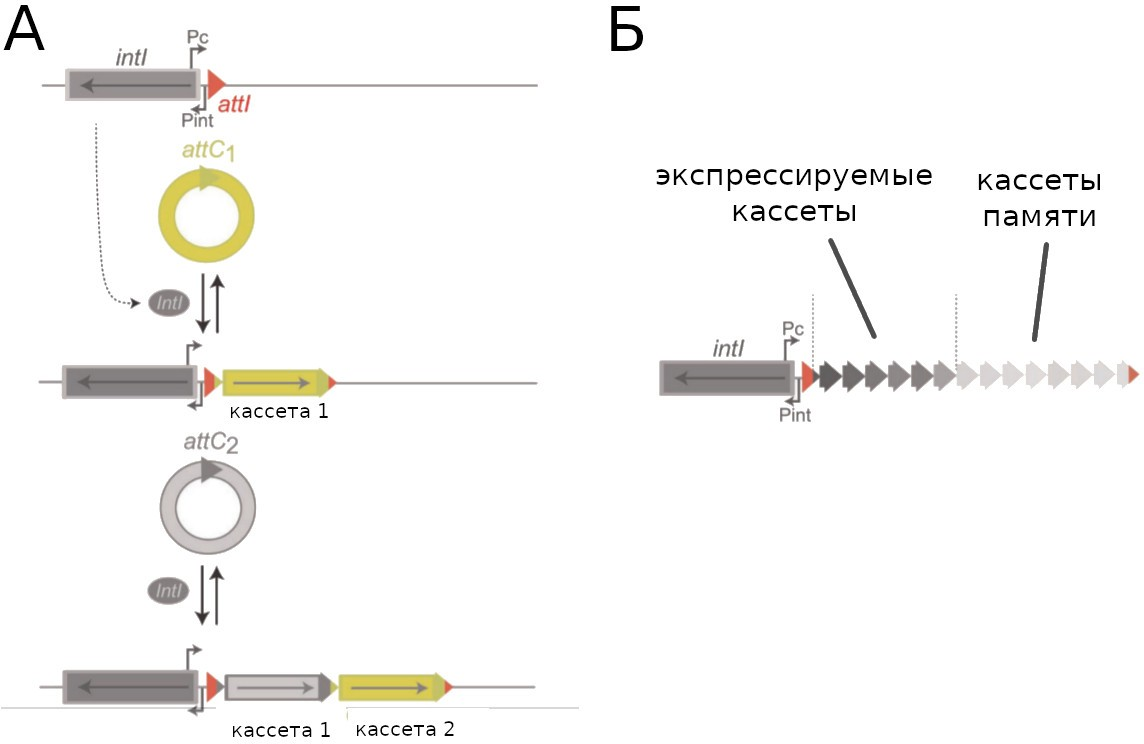 А
Pc
intI
attI
Pint
attC1
IntI
кассета 1
attC2
IntI
кассета 1 кассета 2
Б
экспрессируемые
кассеты
кассеты
памяти
Pc
intI
Pint